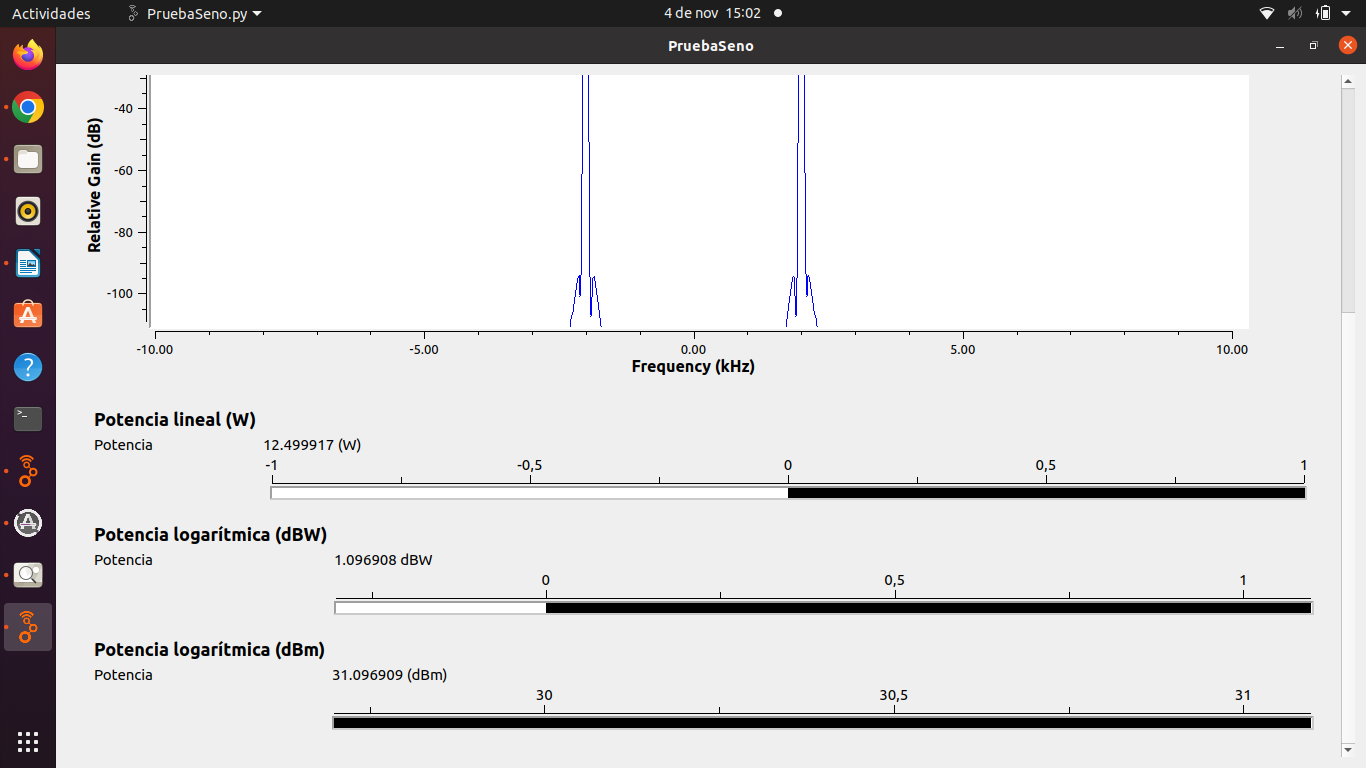 Actividades PruebaSeno.py 4 de nov 15:02
PruebaSeno
Relative Gain (dB)
-40
-60
-80
-100
-10.00 -5.00 0.00 5.00 10.00
Frequency (kHz)
Potencia lineal (W)
Potencia 12.499917 (W)
-1 -0,5 0 0,5 1
Potencia logarítmica (dBW)
Potencia 1.096908 dBW
0 0,5 1
Potencia logarítmica (dBm)
Potencia 31.096909 (dBm)
30 30,5 31